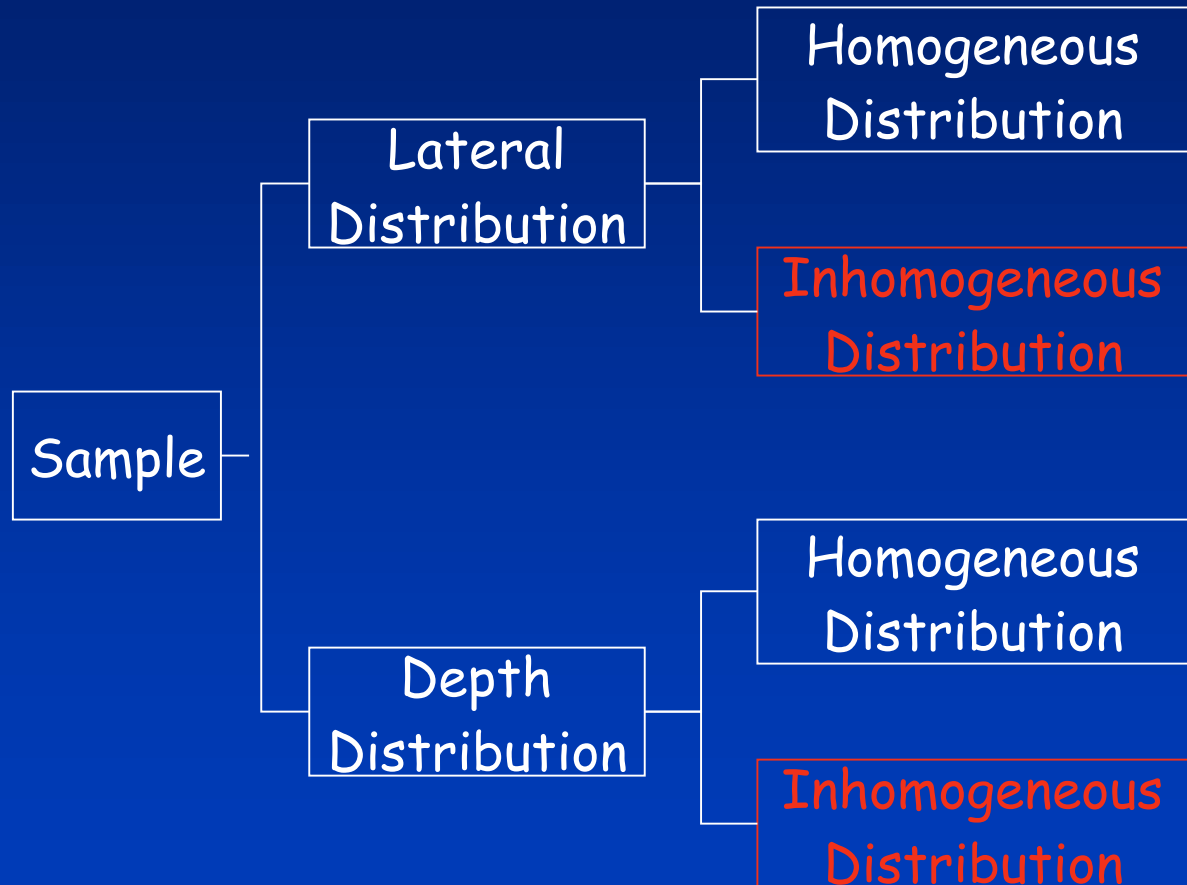 Homogeneous
Distribution
Lateral
Distribution
Inhomogeneous
Distribution
Sample
Homogeneous
Distribution
Depth
Distribution
Inhomogeneous
Distribution